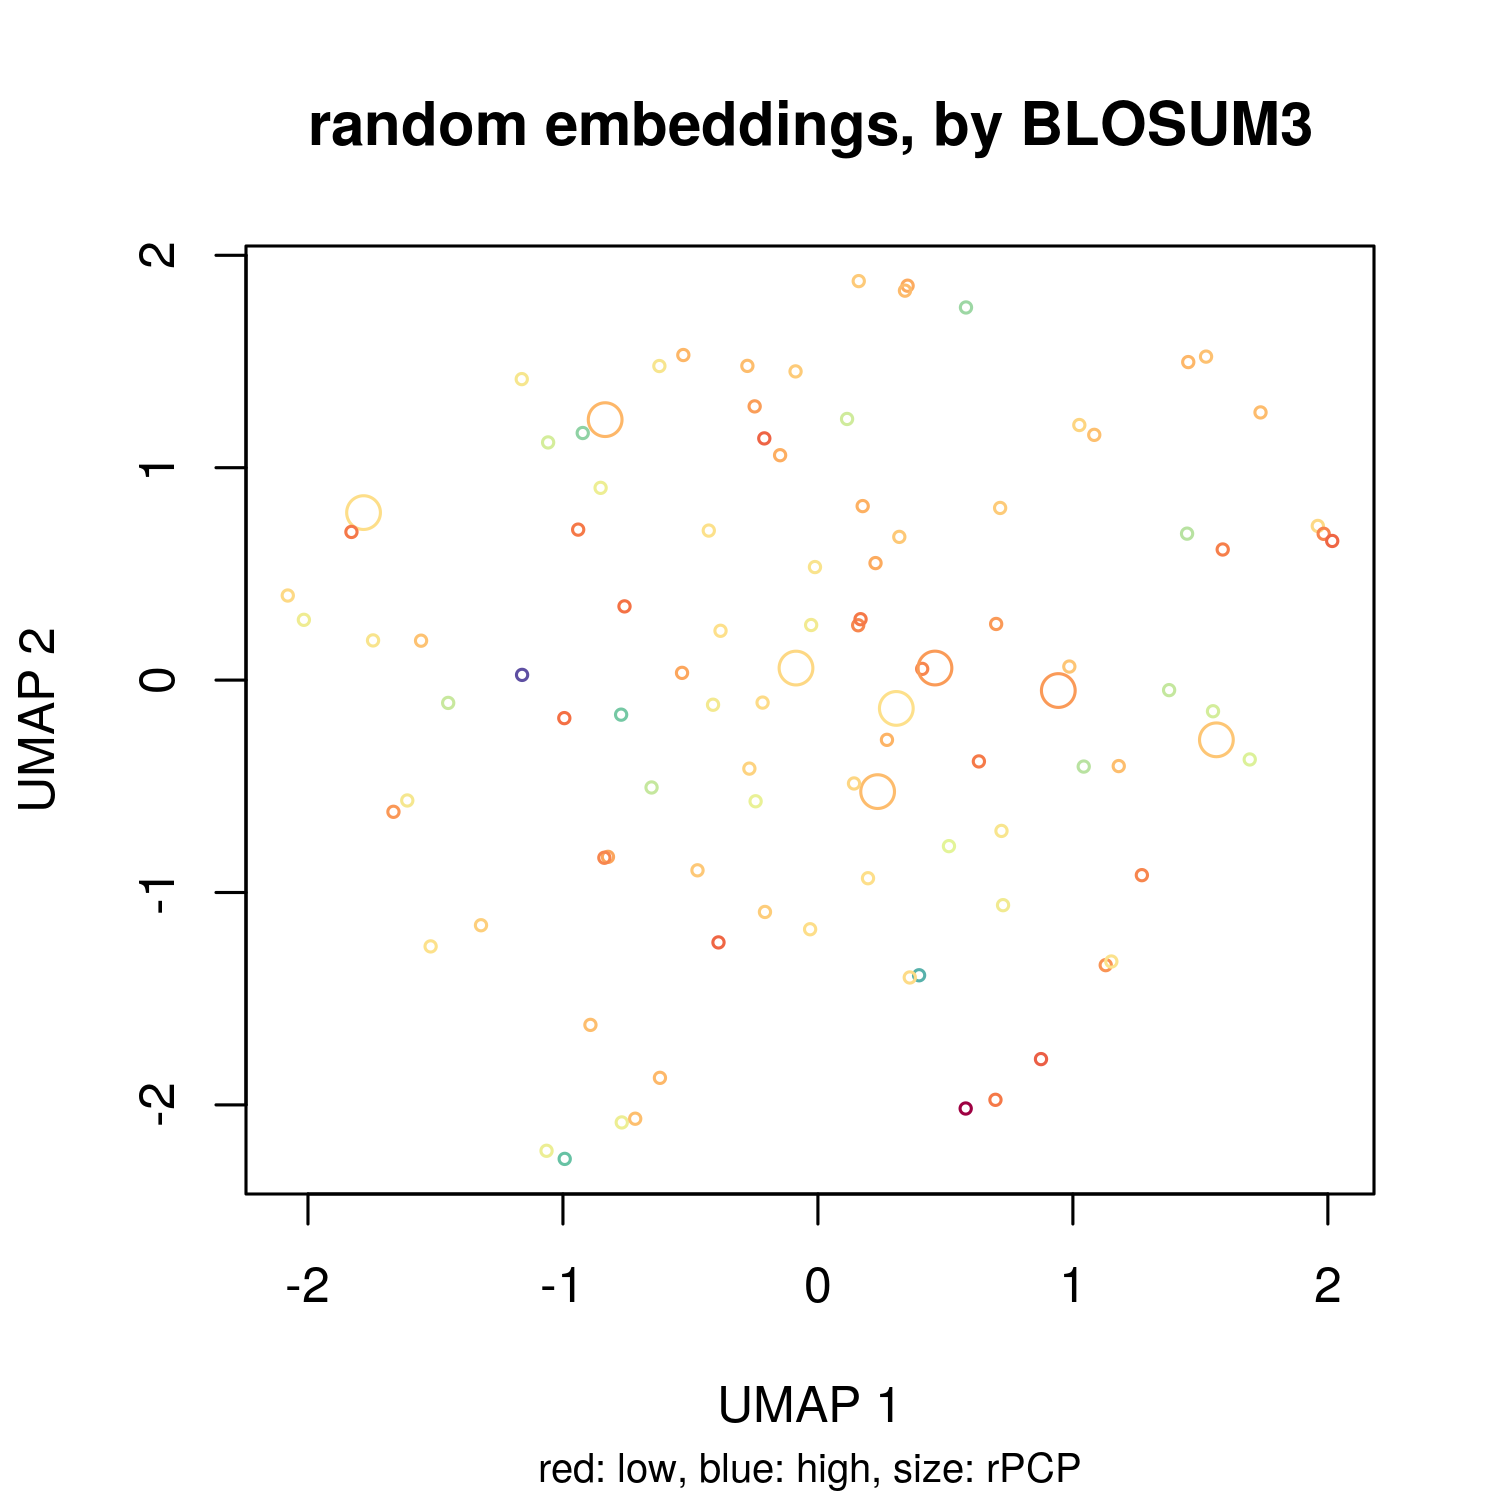 random embeddings, by BLOSUM3
2
1
0
-1
-2
UMAP 2
-2 -1 0 1 2
UMAP 1
red: low, blue: high, size: rPCP